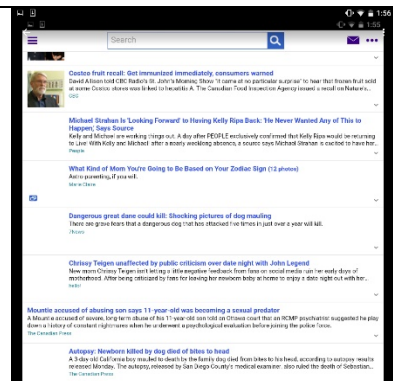 1:56
1:55
Search
Costco fruit recall: Get immunized immediately, consumers warned
David Allison told CBC Radio's St. John's Morning Show "it came at no particular surprise" to hear that frozen fruit sold
at some Costco stores was linked to hepatitis A. The Canadian Food Inspection Agency issued a recall on Nature's...
CBC
Michael Strahan Is 'Looking Forward' to Having Kelly Ripa Back: 'He Never Wanted Any of This to
Happen,' Says Source
Kelly and Michael are working things out. A day after PEOPLE exclusively confirmed that Kelly Ripa would be returning
to Live! With Kelly and Michael after a nearly weeklong absence, a source says Michael Strahan is excited to have her...
People
What Kind of Mom You're Going to Be Based on Your Zodiac Sign (12 photos)
Astro-parenting, if you will.
Marie Claire
Dangerous great dane could kill: Shocking pictures of dog mauling
There are grave fears that a dangerous dog that has attacked five times in just over a year will kill.
7News
Chrissy Teigen unaffected by public criticism over date night with John Legend
New mom Chrissy Teigen isn't letting a little negative feedback from fans on social media ruin her early days of
motherhood. After being criticized by fans for leaving her newborn baby at home to enjoy a date night out with her...
hello!
Mountie accused of abusing son says 11-year-old was becoming a sexual predator
A Mountie accused of severe, long-term abuse of his 11-year-old son told an Ottawa court that an RCMP psychiatrist suggested he play
down a history of constant nightmares when he underwent a psychological evaluation before joining the police force.
The Canadian Press
Autopsy: Newborn killed by dog died of bites to head
A 3-day-old California boy mauled to death by the family dog died from bites to his head, according to autopsy results
released Monday. The autopsy, released by San Diego County's medical examiner, also ruled the death of Sebastian...
The Canadian Press